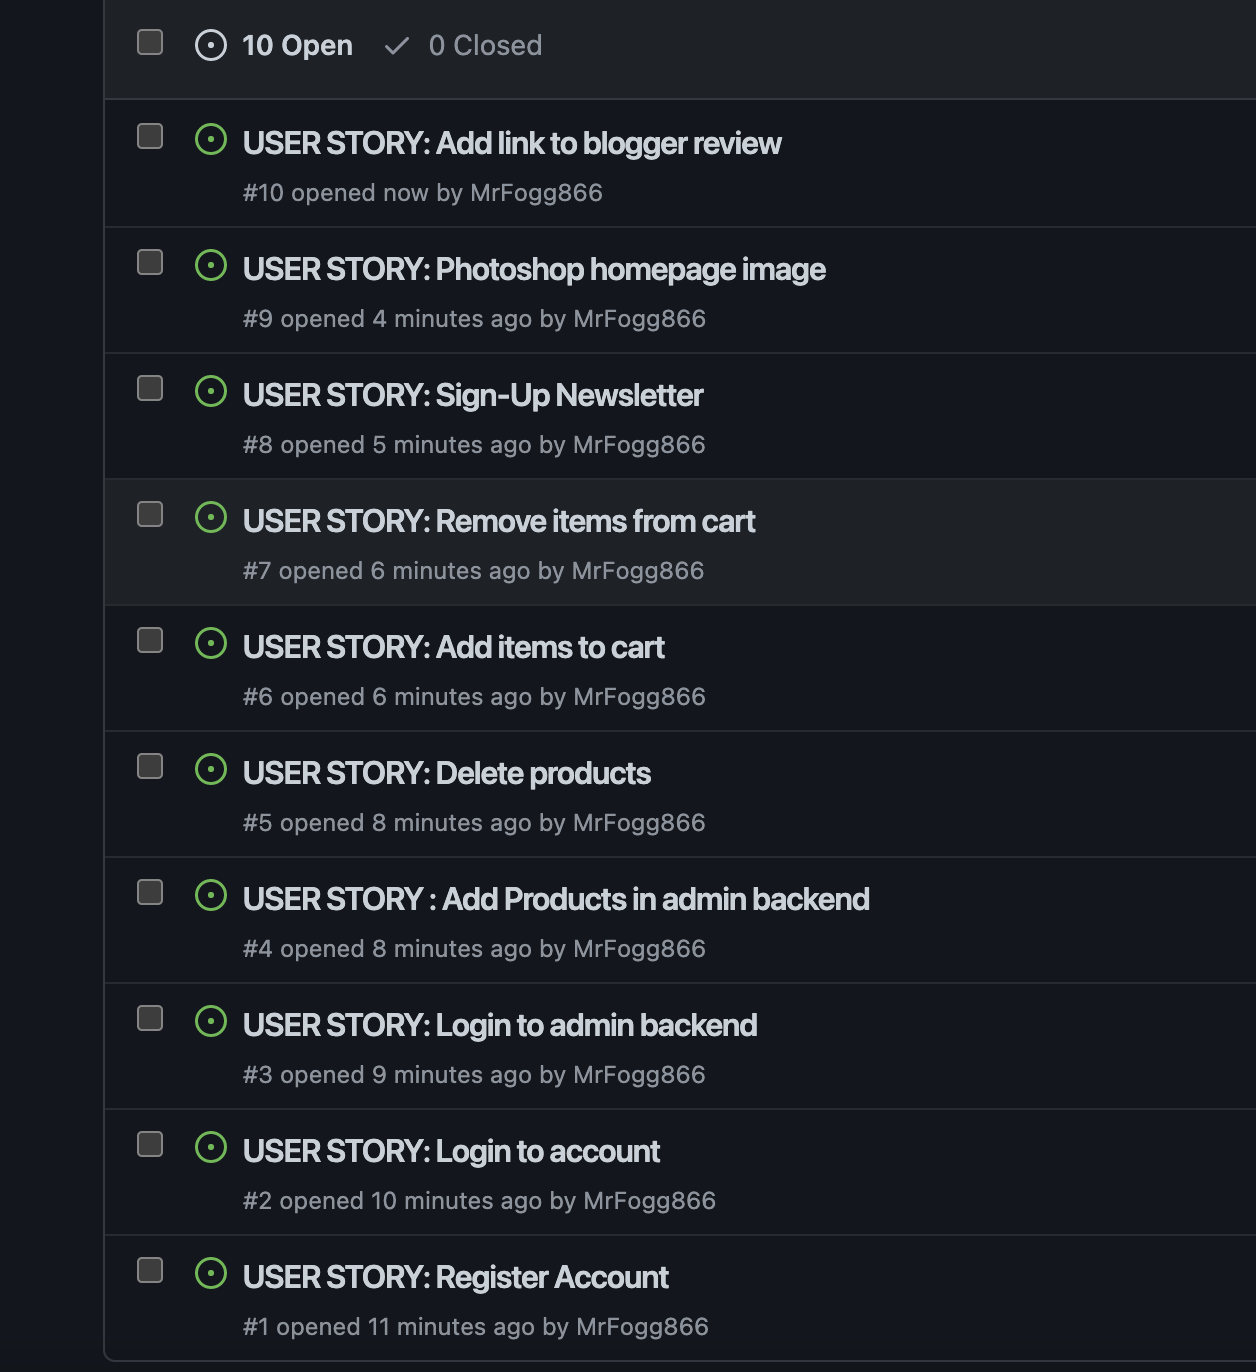 10 Open 0 Closed
USER STORY: Add link to blogger review
#10 opened now by MrFogg866
USER STORY: Photoshop homepage image
#9 opened 4 minutes ago by MrFogg866
USER STORY: Sign-Up Newsletter
#8 opened 5 minutes ago by MrFogg866
USER STORY: Remove items from cart
#7 opened 6 minutes ago by MrFogg866
USER STORY: Add items to cart
#6 opened 6 minutes ago by MrFogg866
USER STORY: Delete products
#5 opened 8 minutes ago by MrFogg866
USER STORY : Add Products in admin backend
#4 opened 8 minutes ago by MrFogg866
USER STORY: Login to admin backend
#3 opened 9 minutes ago by MrFogg866
USER STORY: Login to account
#2 opened 10 minutes ago by MrFogg866
USER STORY: Register Account
#1 opened 11 minutes ago by MrFogg866